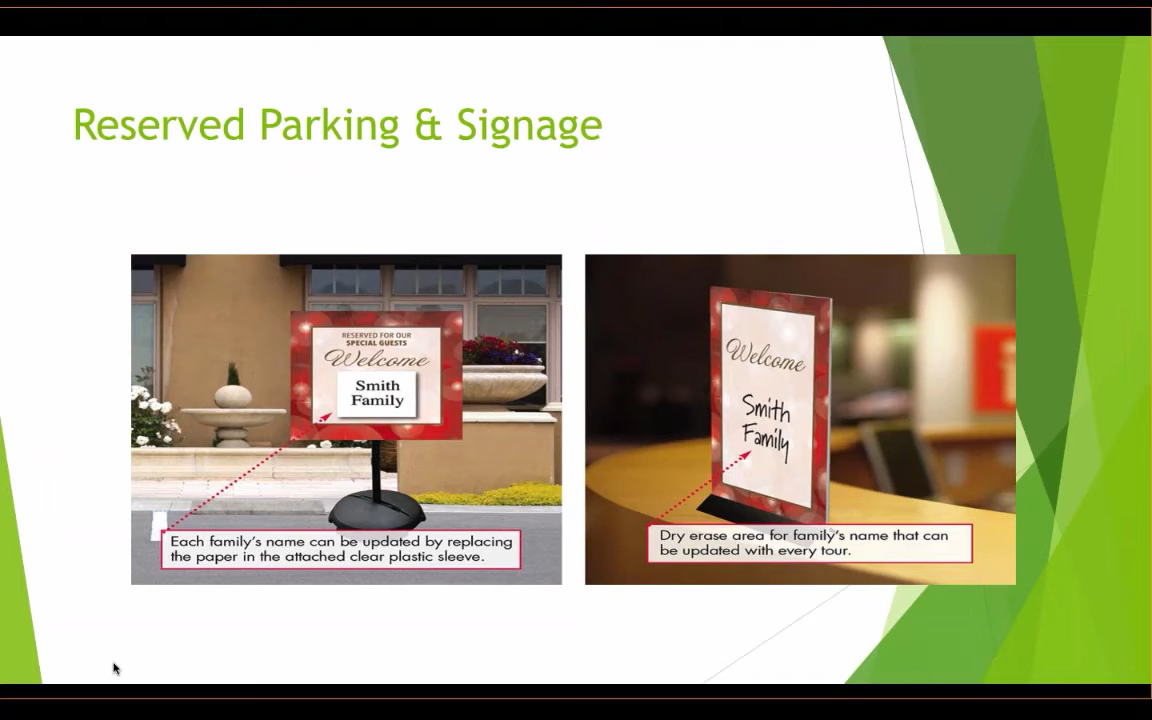 Reserved Parking & Signage
RESERVED FOR OUR
SPECIAL GUESTS
Welcome
Smith
Family
Each family's name can be updated by replacing
the paper in the attached clear plastic sleeve.
Welcome
Smith
Family
Dry erase area for family's name that can
be updated with every tour.